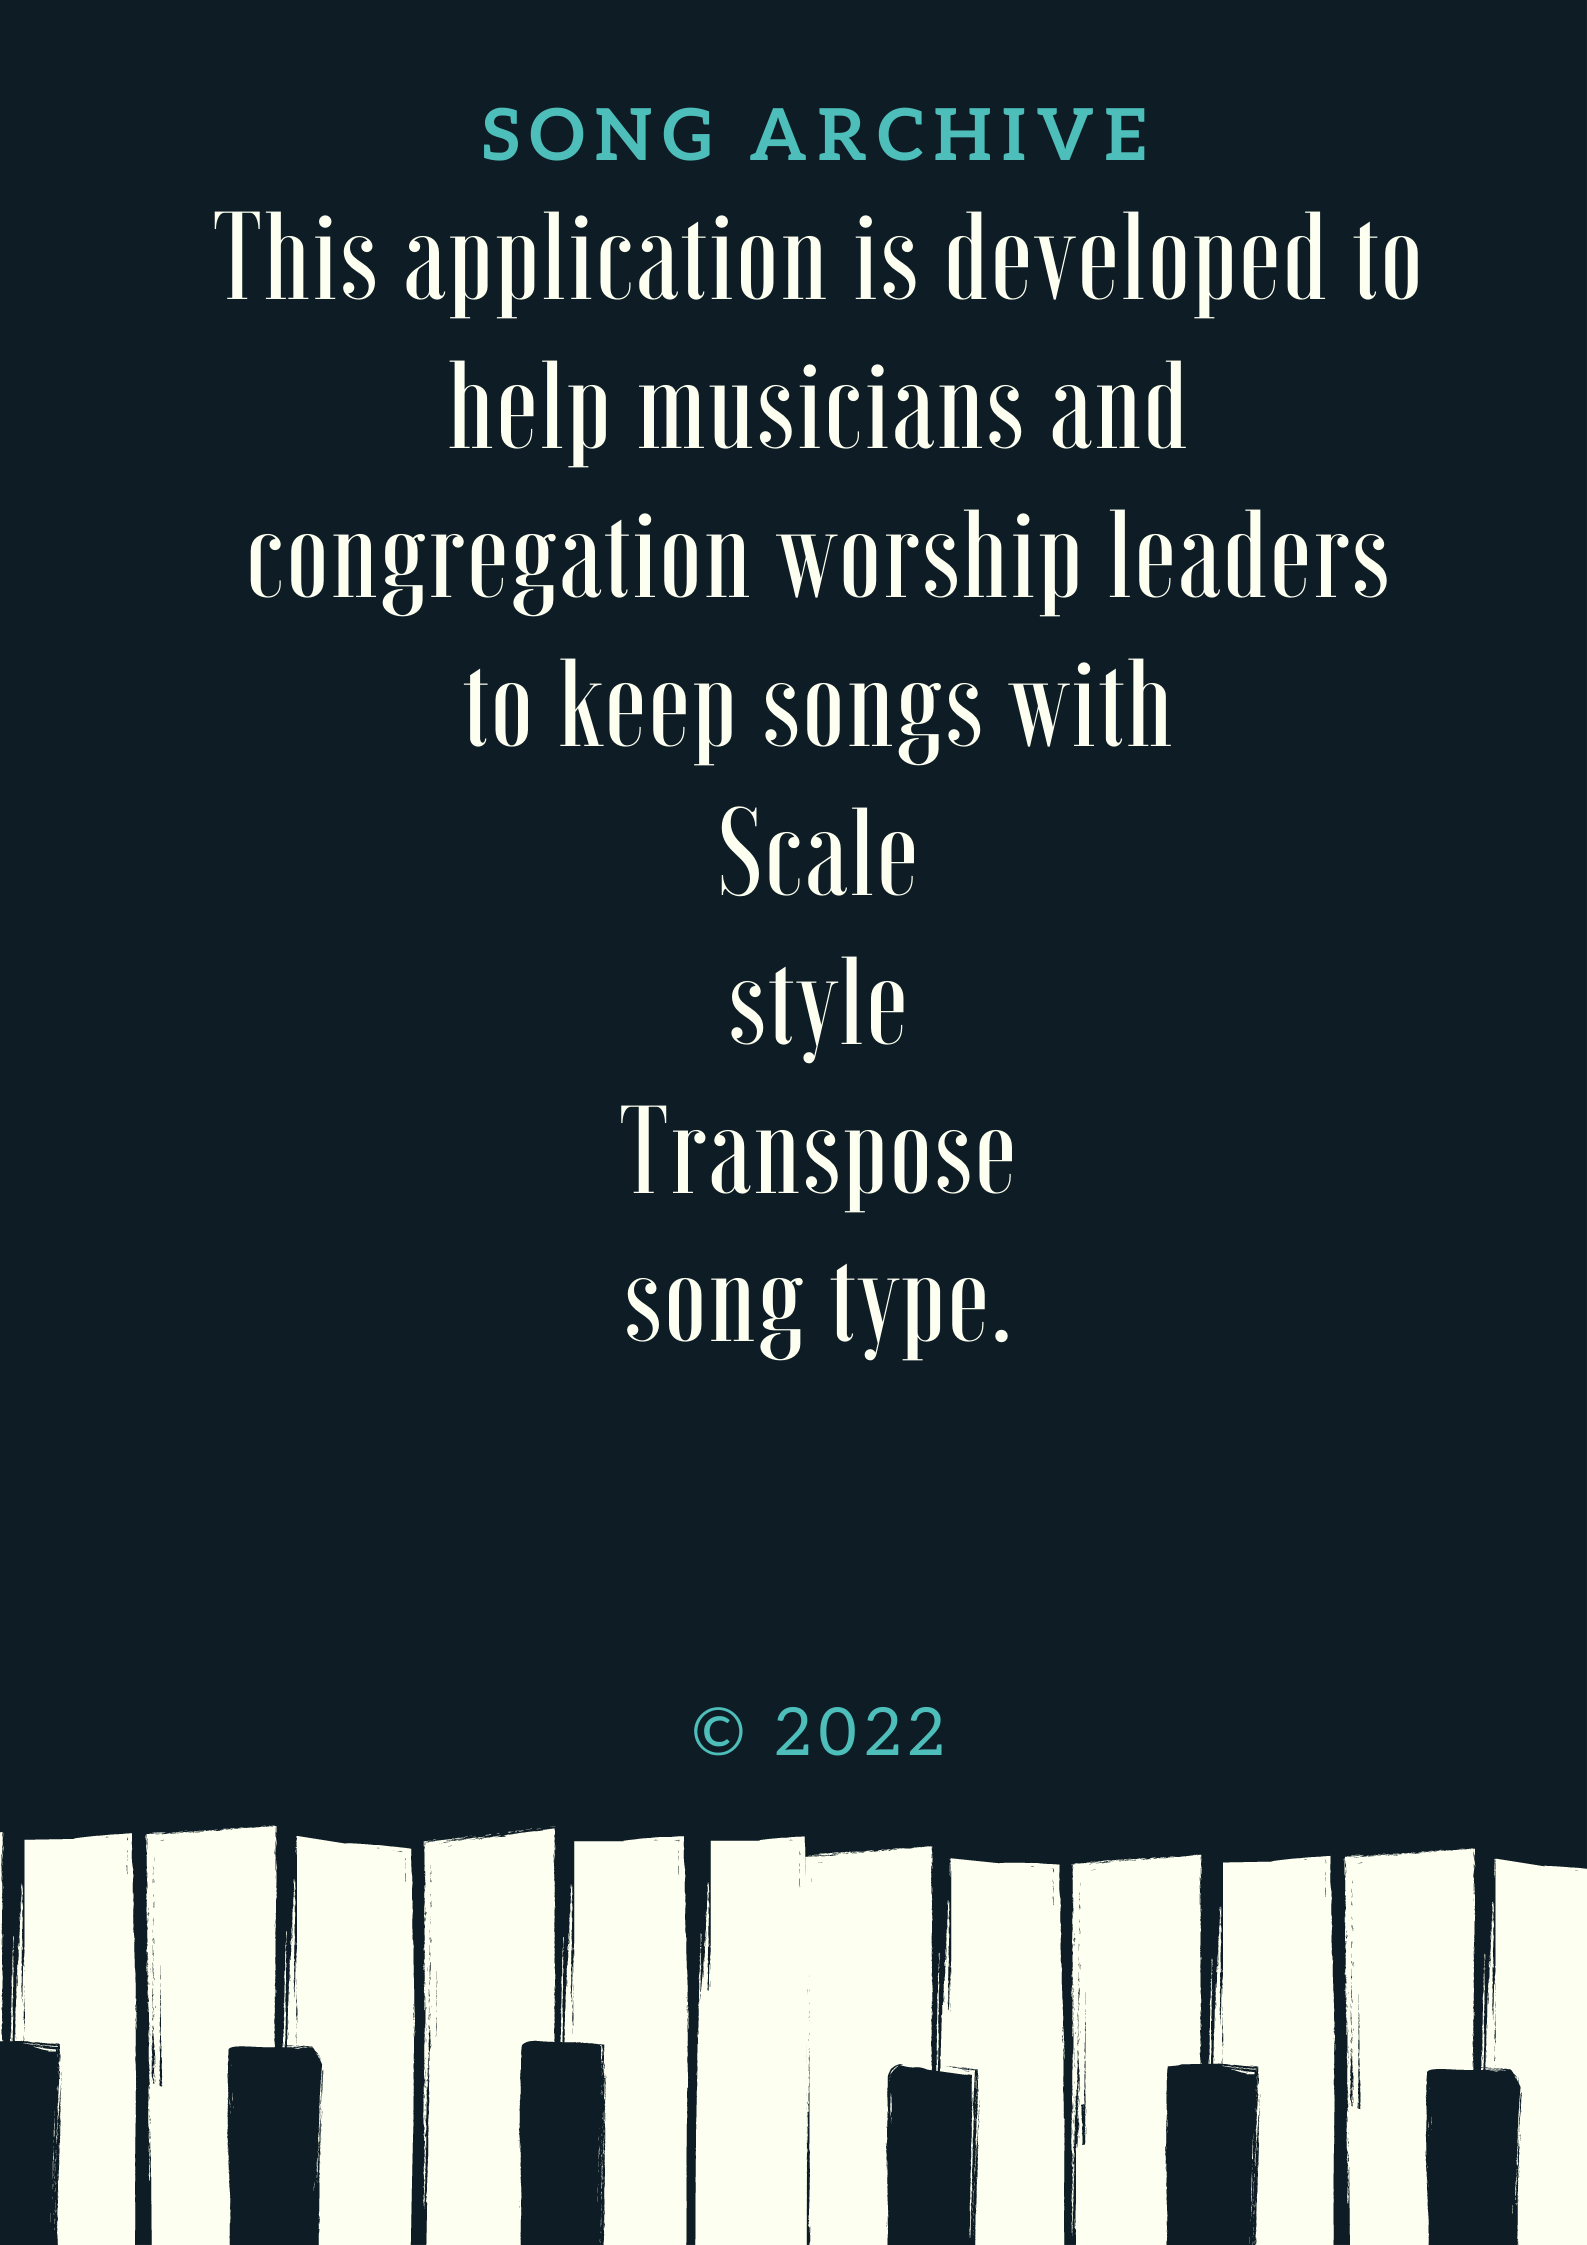 SONG ARCHIVE
This application is developed to
help musicians and
congregation worship leaders
to keep songs with
Scale
style
Transpose
song type.
© 2022